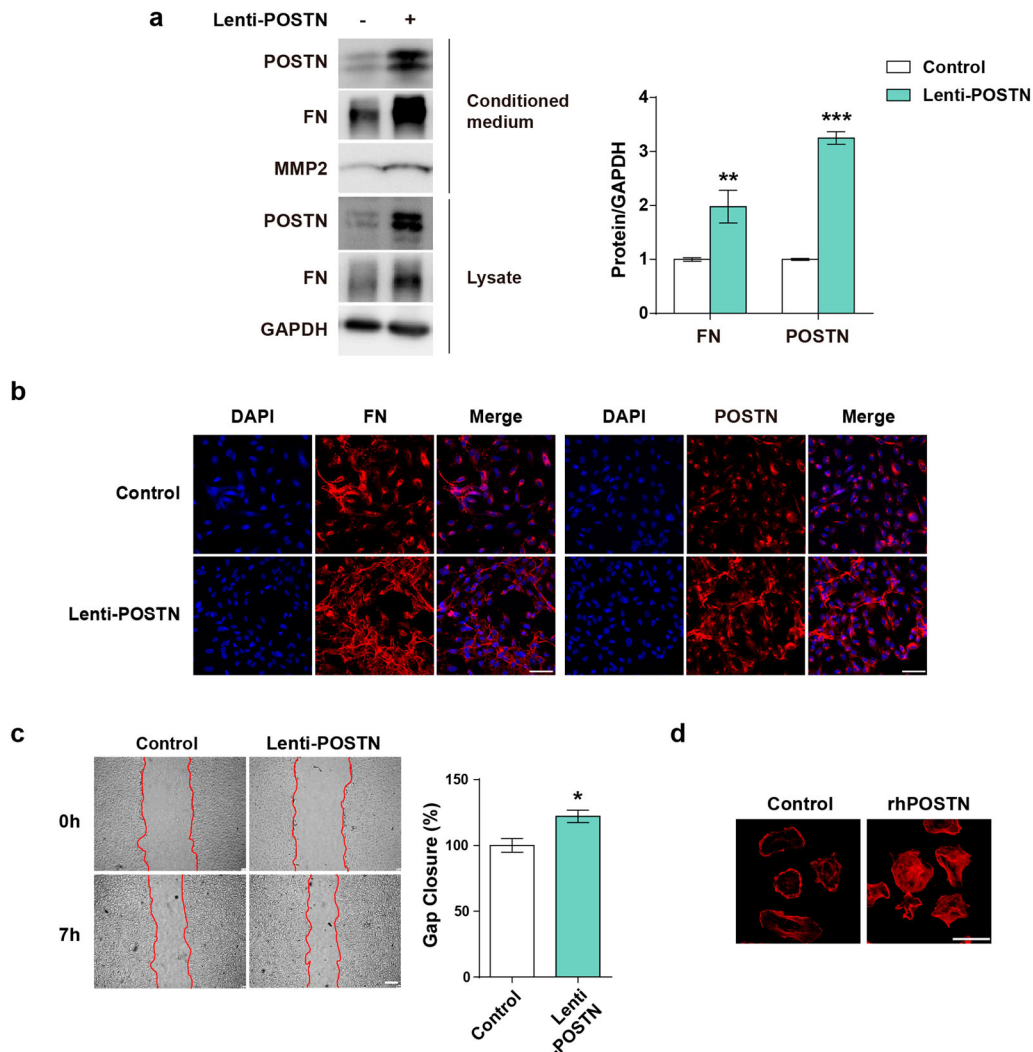 a
Lenti-POSTN - +
POSTN
FN
MMP2
Conditioned
medium
POSTN
FN
GAPDH
Lysate
Control
Lenti-POSTN
Protein/GAPDH
4
3
2
1
0
**
***
FN POSTN
b
DAPI FN Merge DAPI POSTN Merge
Control
Lenti-POSTN
c
Control Lenti-POSTN
0h
7h
Gap Closure (%)
150
100
50
0
*
Control
Lenti
-POSTN
d
Control rhPOSTN